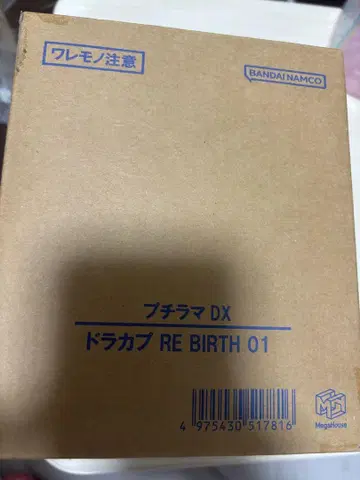 ワレモノ注意
BANDAI NAMCO
プチラマ DX
ドラカプ RE BIRTH 01
4 975430 517816
MegaHouse